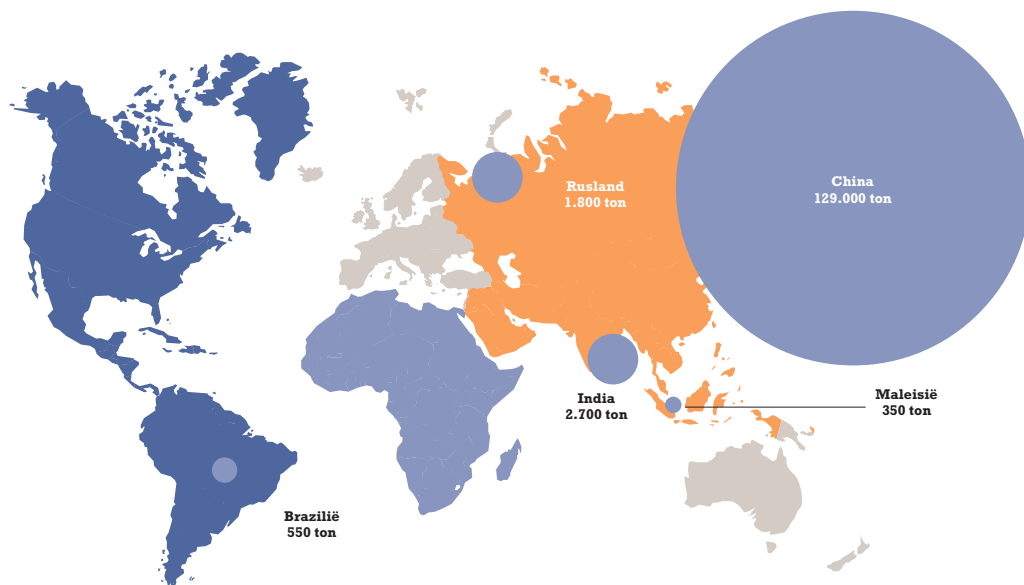 China
129.000 ton
Rusland
1.800 ton
India
2.700 ton
Maleisië
350 ton
Brazilië
550 ton